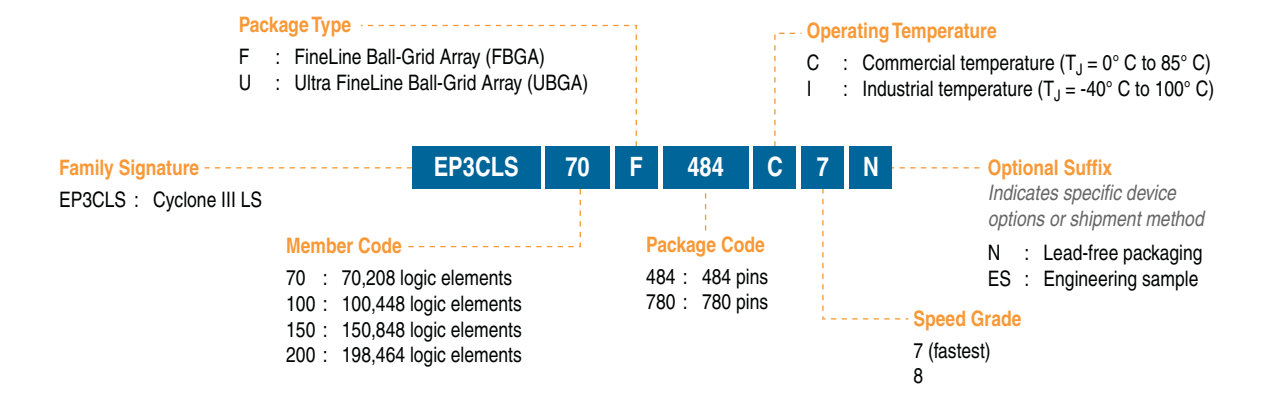 Package Type
F : FineLine Ball-Grid Array (FBGA)
U : Ultra FineLine Ball-Grid Array (UBGA)
Operating Temperature
C : Commercial temperature (TJ = 0° C to 85° C)
I : Industrial temperature (TJ = -40° C to 100° C)
Family Signature
EP3CLS : Cyclone III LS
EP3CLS 70 F 484 C 7 N
Optional Suffix
Indicates specific device
options or shipment method
N : Lead-free packaging
ES : Engineering sample
Member Code
70 : 70,208 logic elements
100 : 100,448 logic elements
150 : 150,848 logic elements
200 : 198,464 logic elements
Package Code
484 : 484 pins
780 : 780 pins
Speed Grade
7 (fastest)
8